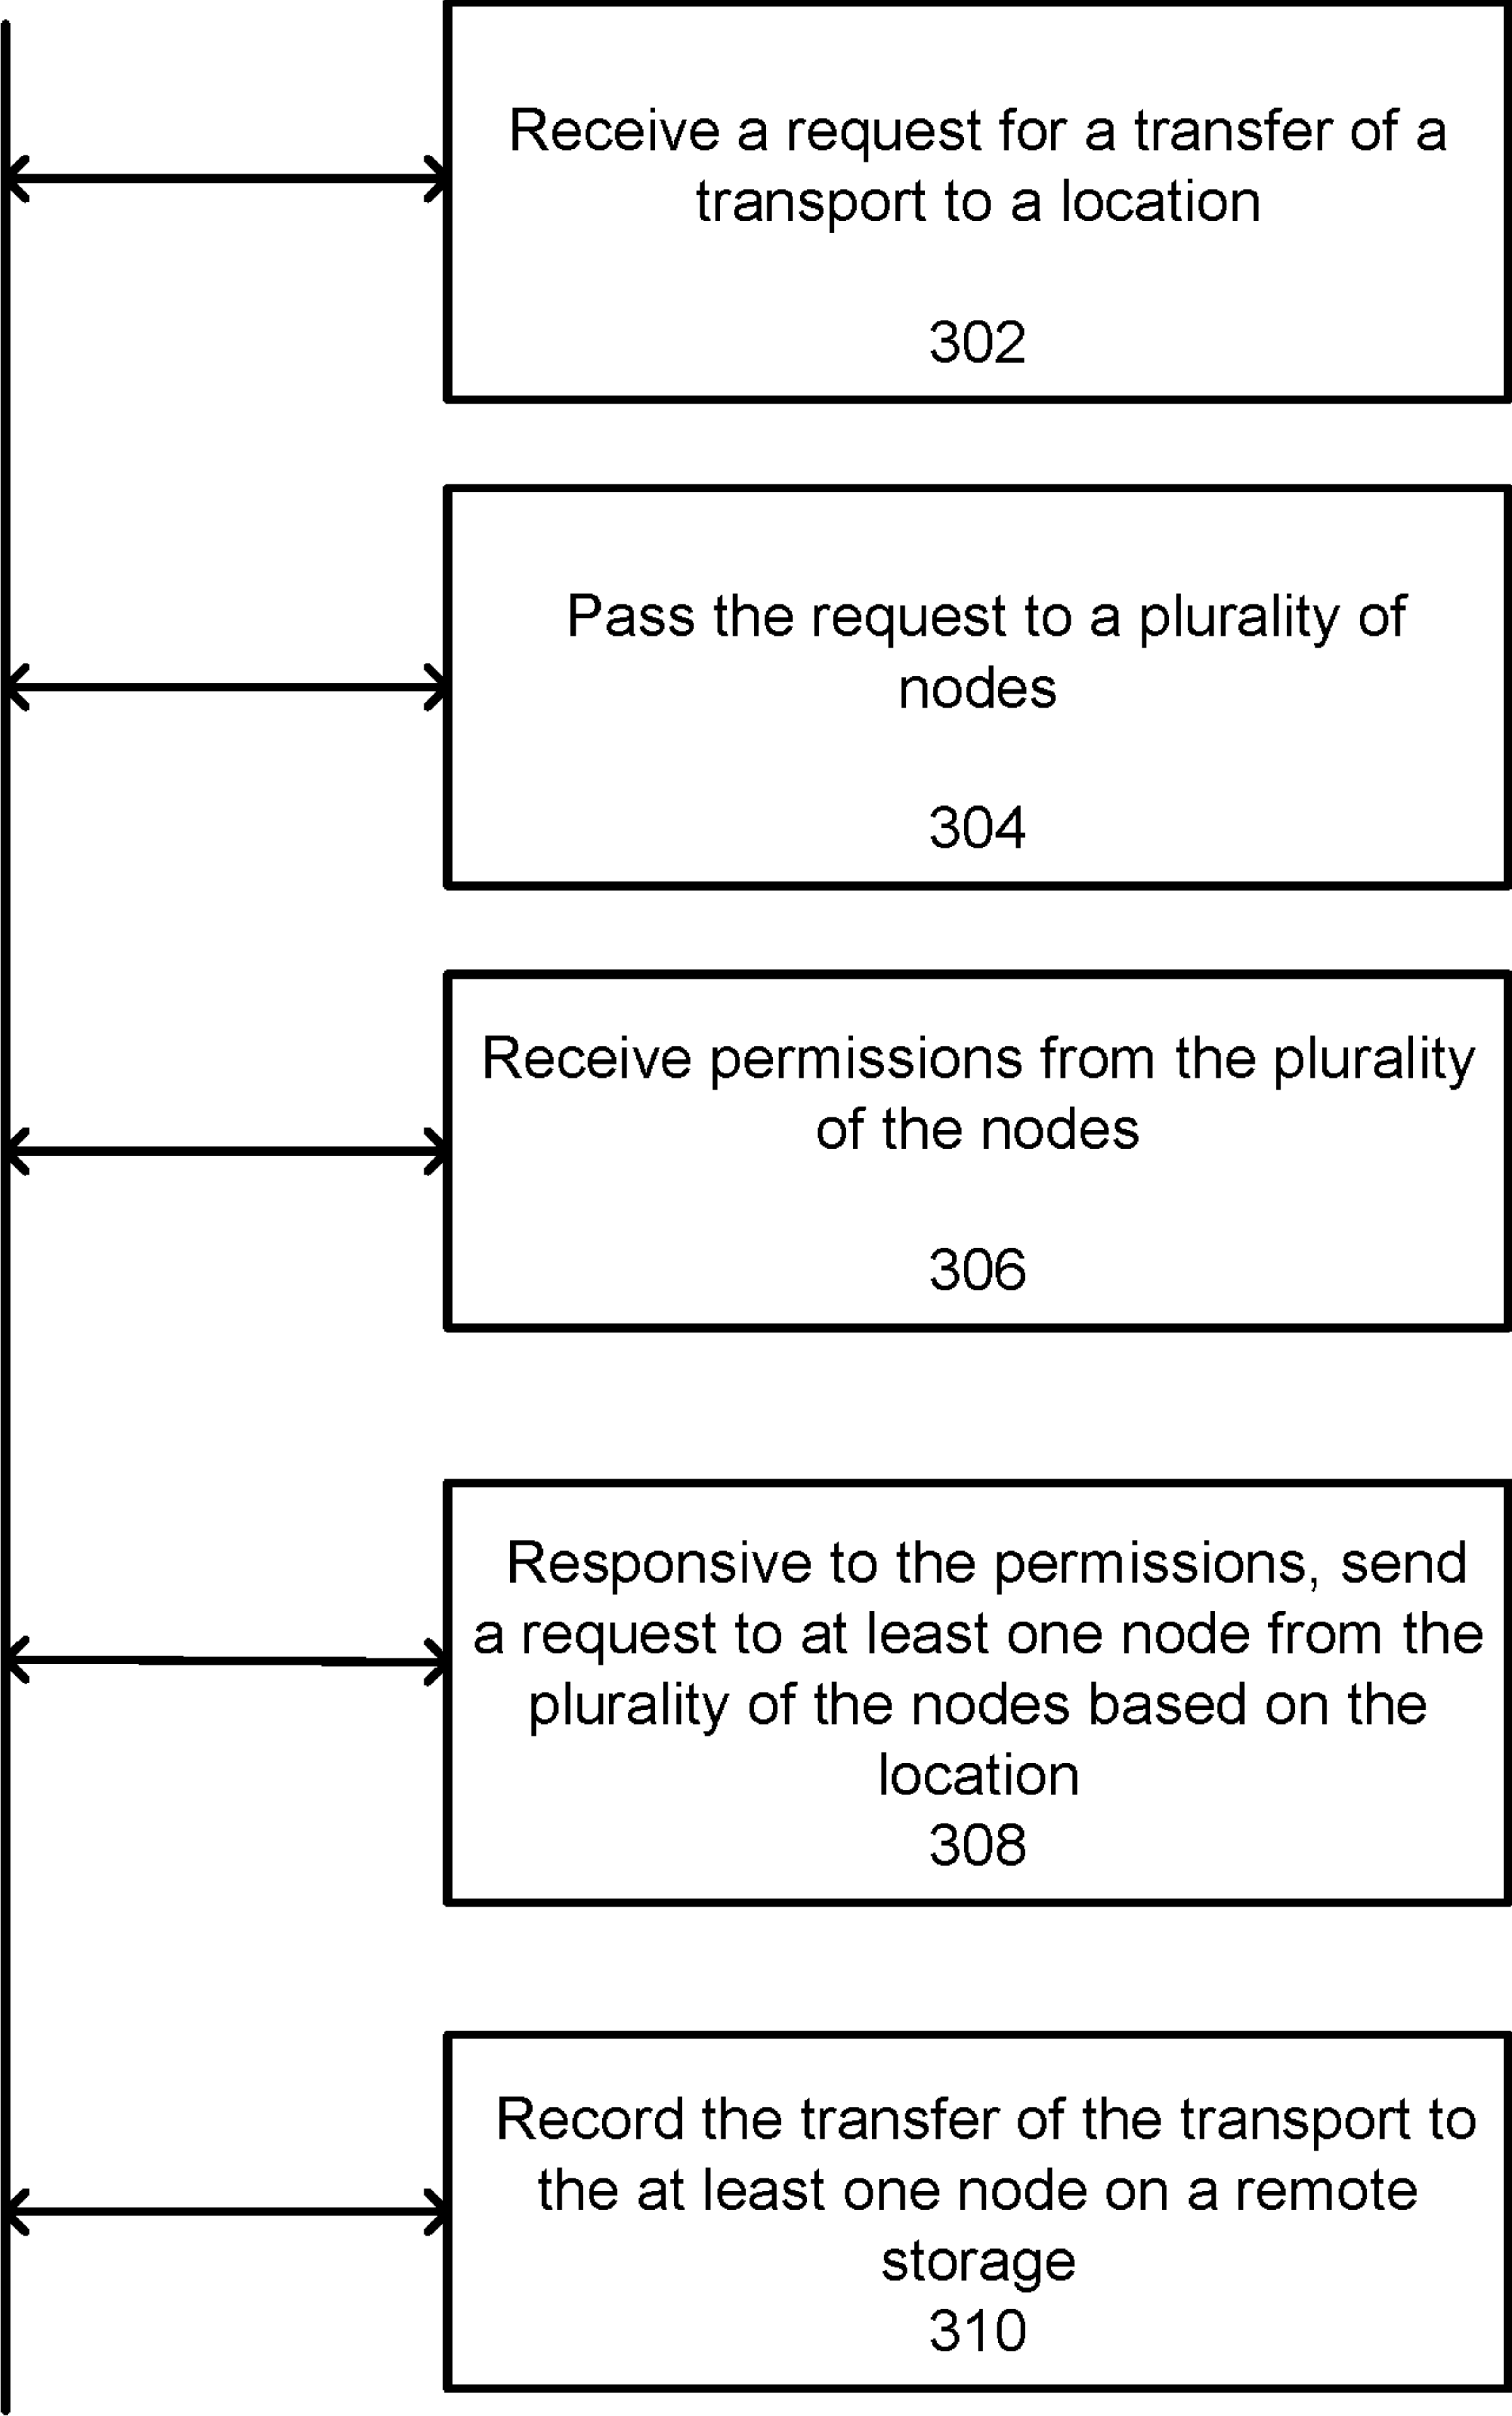 Receive a request for a transfer of a
transport to a location
302
Pass the request to a plurality of
nodes
304
Receive permissions from the plurality
of the nodes
306
Responsive to the permissions, send
a request to at least one node from the
plurality of the nodes based on the
location
308
Record the transfer of the transport to
the at least one node on a remote
storage
310